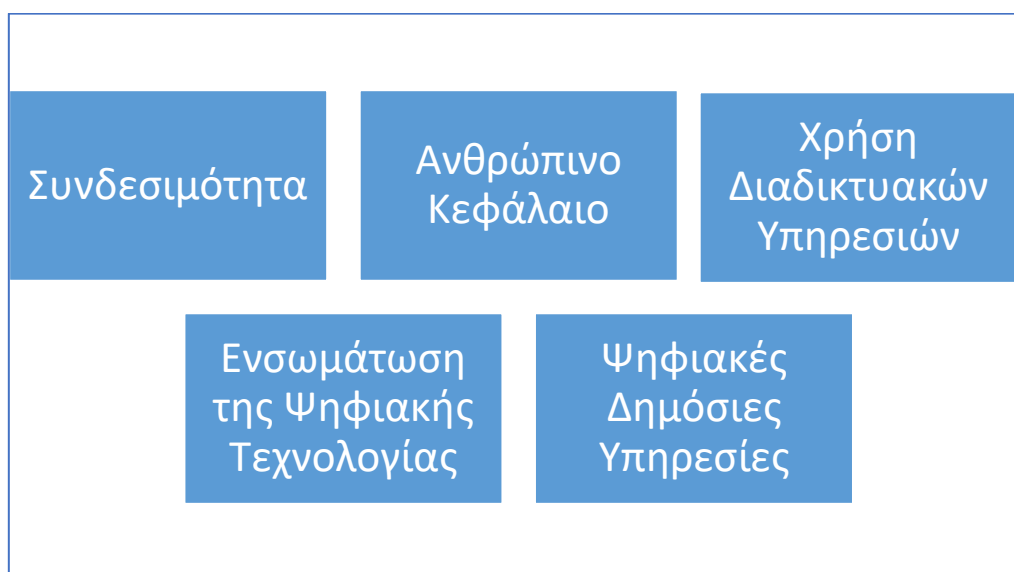 Συνδεσιμότητα
Ανθρώπινο
Κεφάλαιο
Χρήση
Διαδικτυακών
Υπηρεσιών
Ενσωμάτωση
της Ψηφιακής
Τεχνολογίας
Ψηφιακές
Δημόσιες
Υπηρεσίες